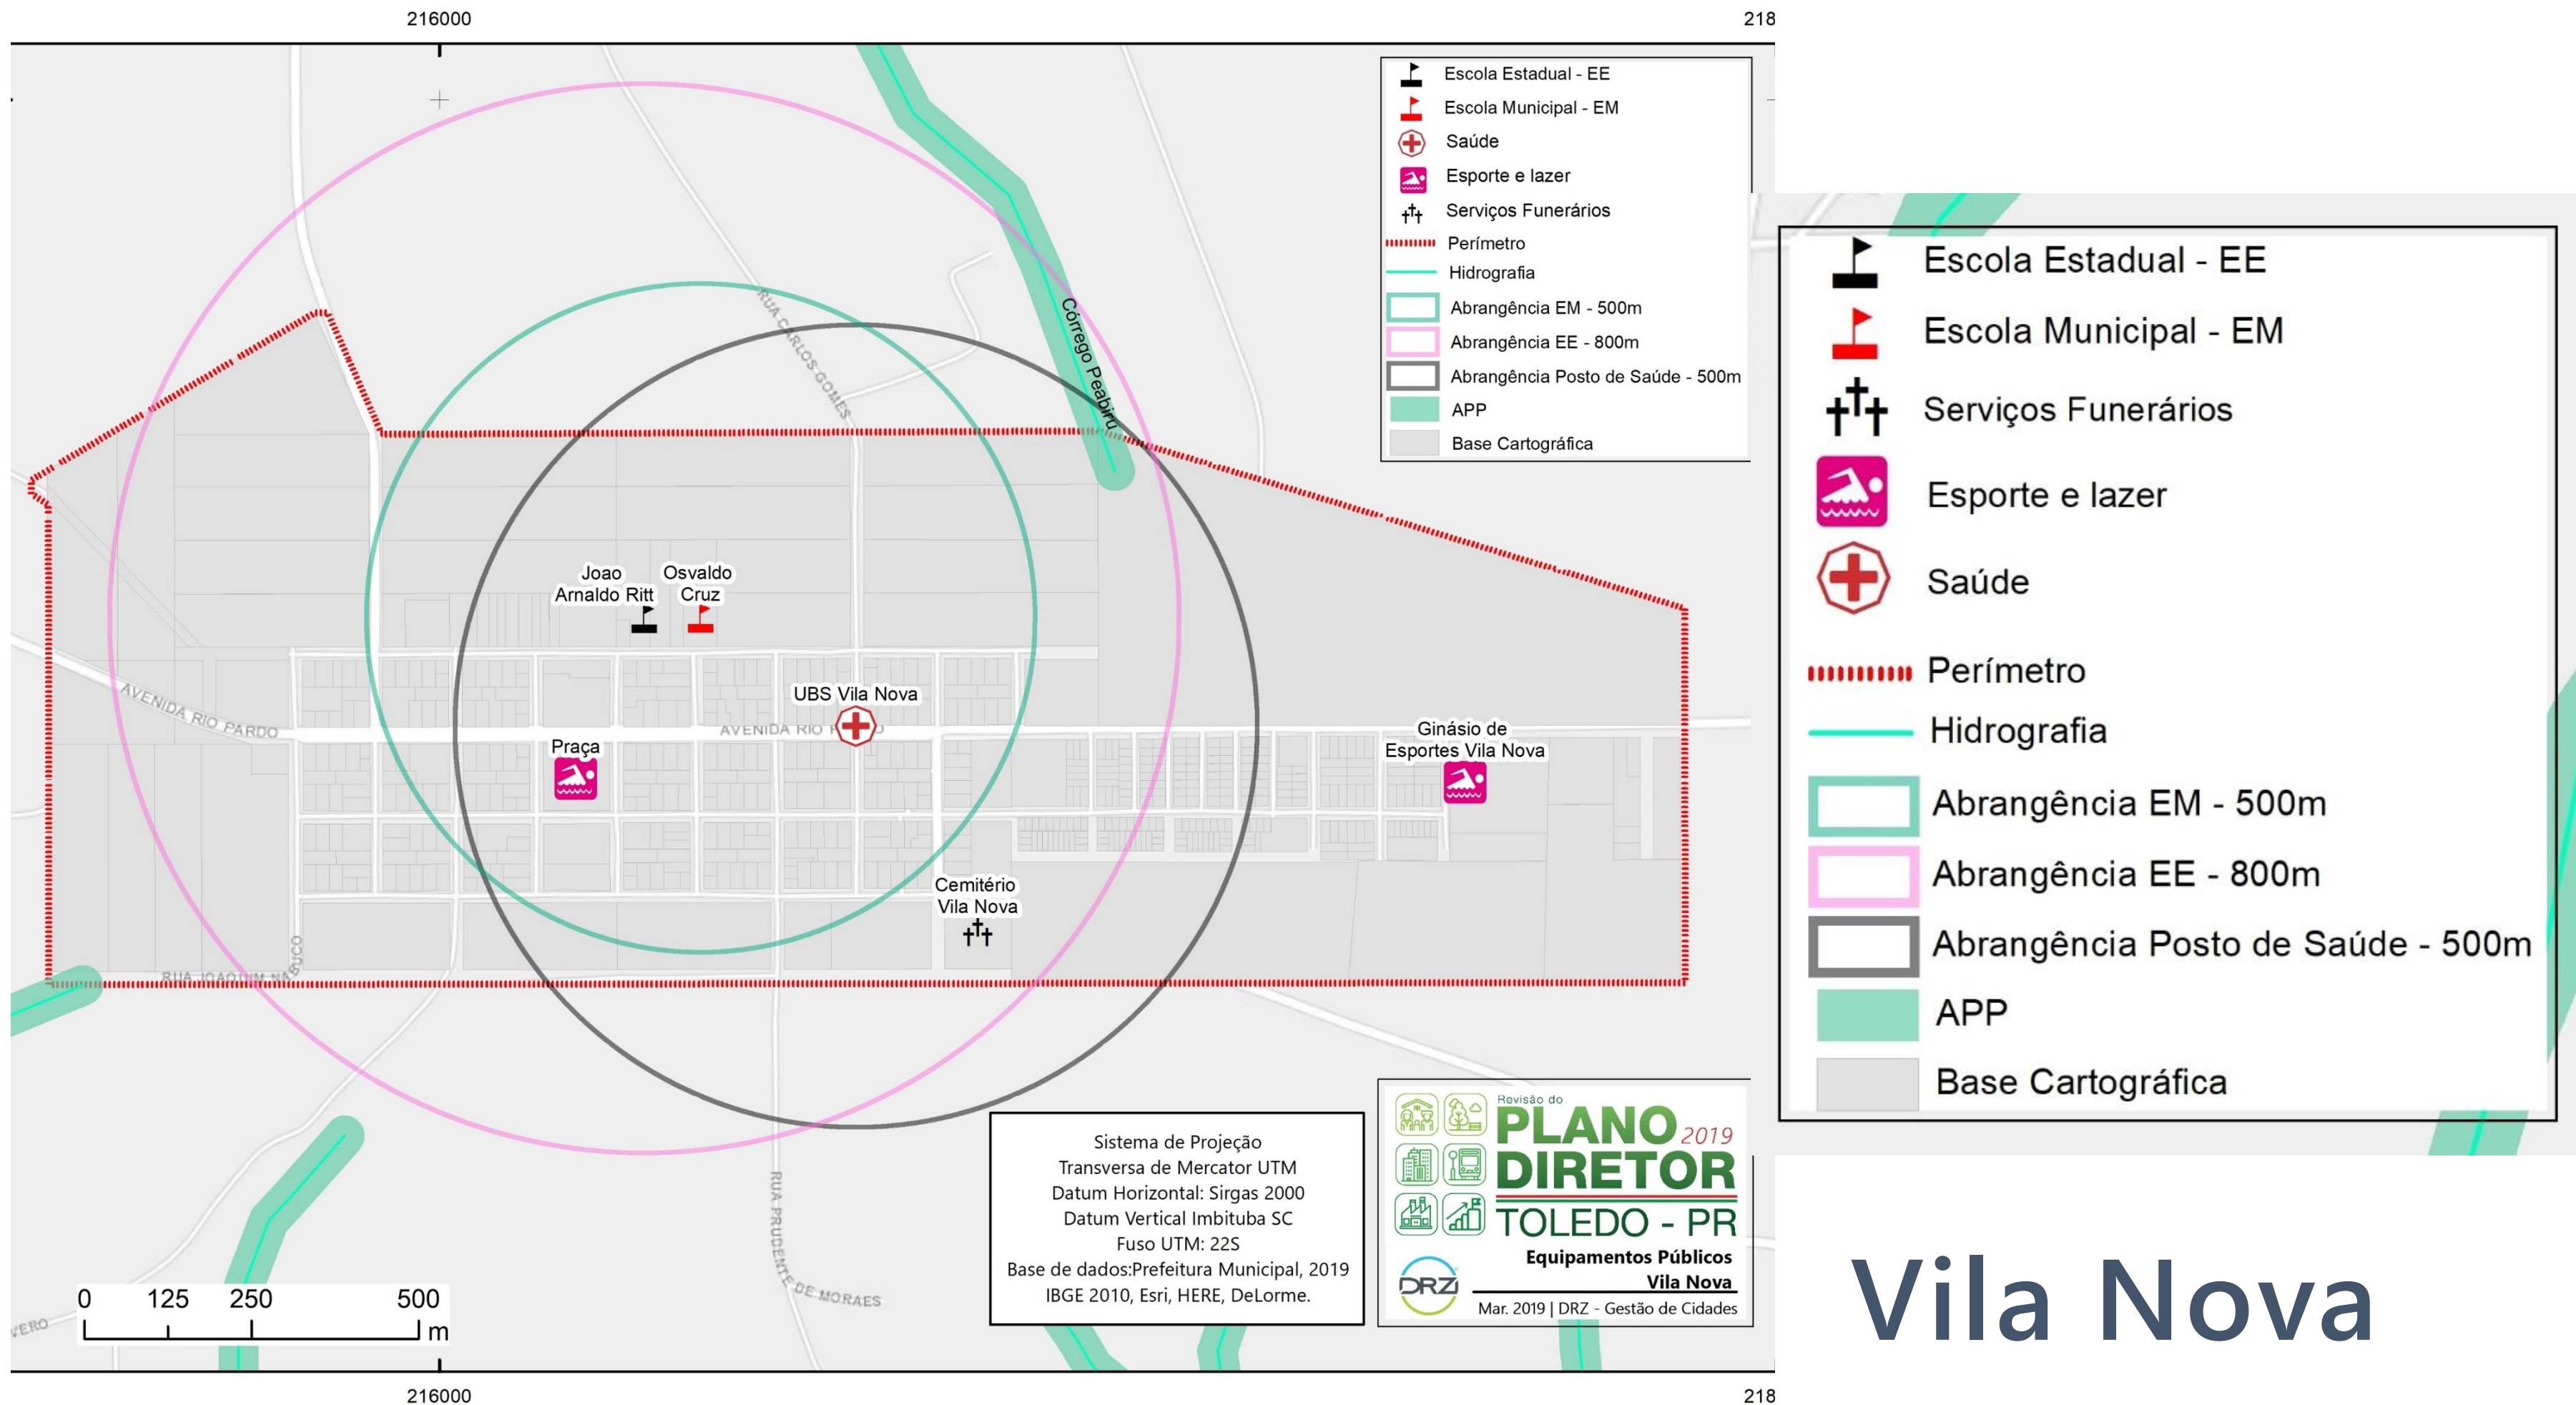 216000
218
Escola Estadual - EE
Escola Municipal - EM
Saúde
Esporte e lazer
Serviços Funerários
Perímetro
Hidrografia
Abrangência EM - 500m
Abrangência EE - 800m
Abrangência Posto de Saúde - 500m
APP
Base Cartográfica
Escola Estadual - EE
Escola Municipal - EM
Serviços Funerários
Esporte e lazer
Saúde
Perímetro
Hidrografia
Abrangência EM - 500m
Abrangência EE - 800m
Abrangência Posto de Saúde - 500m
APP
Base Cartográfica
RUA CARLOS GOMES
Córrego Peabiru
Joao
Arnaldo Ritt
Osvaldo
Cruz
UBS Vila Nova
AVENIDA RIO PARDO
AVENIDA RIO
Praça
Ginásio de
Esportes Vila Nova
Cemitério
Vila Nova
RUA JOAQUIM NABUCO
RUA PRUDENTE DE MORAES
VERO
0 125 250 500
m
Sistema de Projeção
Transversa de Mercator UTM
Datum Horizontal: Sirgas 2000
Datum Vertical Imbituba SC
Fuso UTM: 22S
Base de dados:Prefeitura Municipal, 2019
IBGE 2010, Esri, HERE, DeLorme.
Revisão do
PLANO 2019
DIRETOR
TOLEDO - PR
Equipamentos Públicos
Vila Nova
DRZ
Mar. 2019 | DRZ - Gestão de Cidades
Vila Nova
216000
218